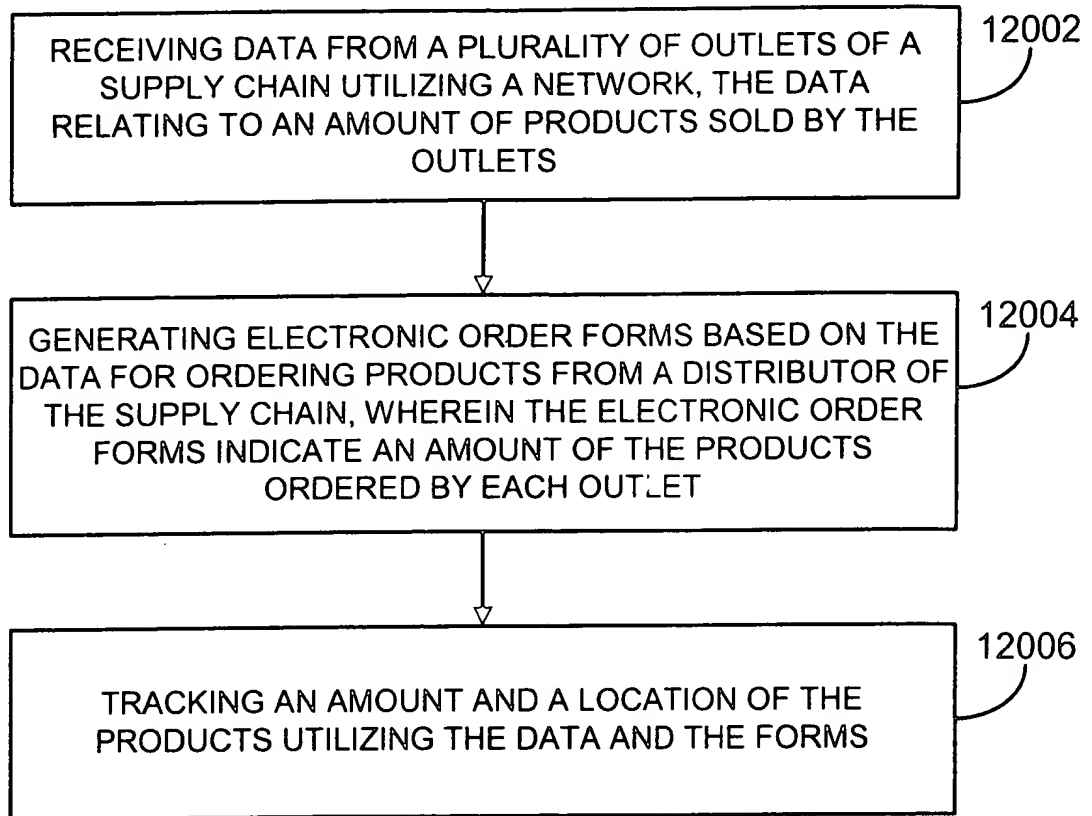 RECEIVING DATA FROM A PLURALITY OF OUTLETS OF A
SUPPLY CHAIN UTILIZING A NETWORK, THE DATA
RELATING TO AN AMOUNT OF PRODUCTS SOLD BY THE
OUTLETS
12002
GENERATING ELECTRONIC ORDER FORMS BASED ON THE
DATA FOR ORDERING PRODUCTS FROM A DISTRIBUTOR OF
THE SUPPLY CHAIN, WHEREIN THE ELECTRONIC ORDER
FORMS INDICATE AN AMOUNT OF THE PRODUCTS
ORDERED BY EACH OUTLET
12004
TRACKING AN AMOUNT AND A LOCATION OF THE
PRODUCTS UTILIZING THE DATA AND THE FORMS
12006